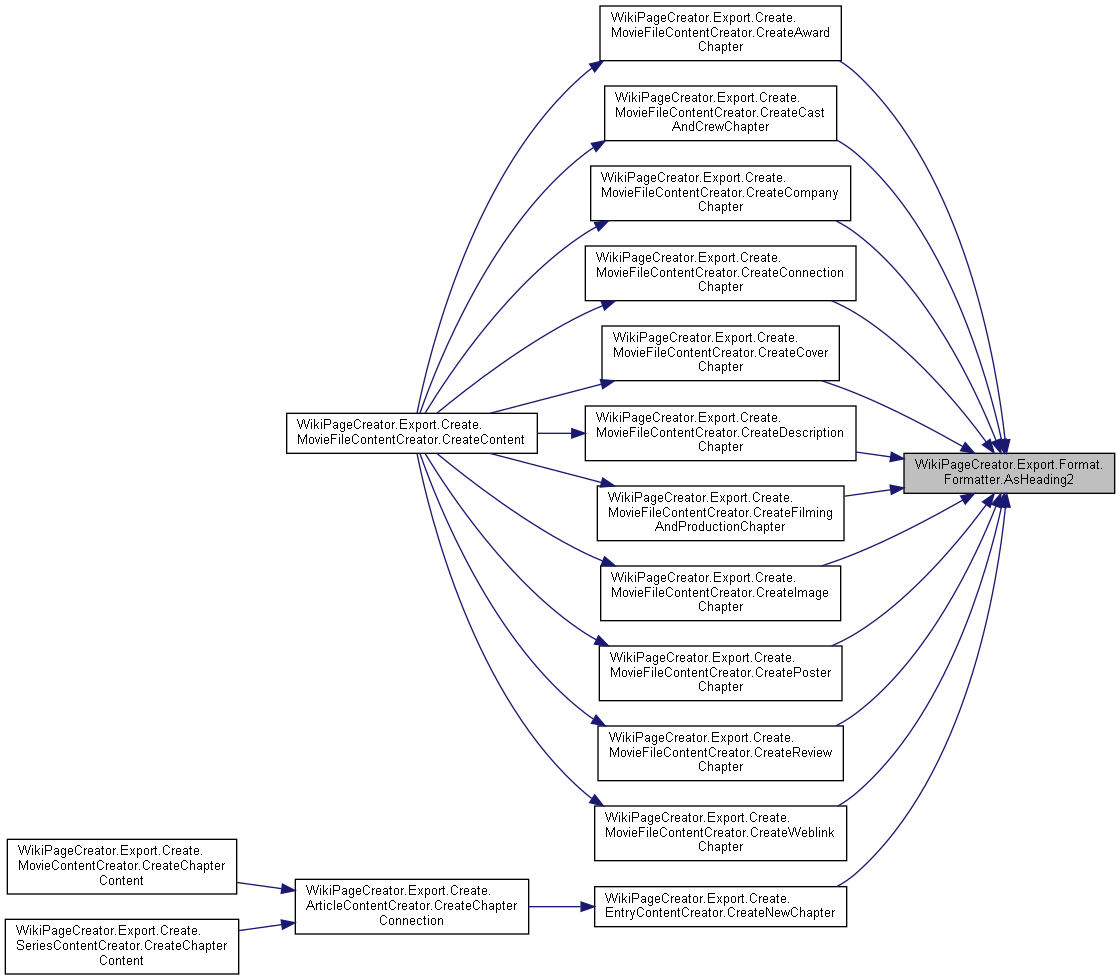 WikiPageCreator.Export.Create.
MovieFileContentCreator.CreateAward
Chapter
WikiPageCreator.Export.Create.
MovieFileContentCreator.CreateCast
AndCrewChapter
WikiPageCreator.Export.Create.
MovieFileContentCreator.CreateCompany
Chapter
WikiPageCreator.Export.Create.
MovieFileContentCreator.CreateConnection
Chapter
WikiPageCreator.Export.Create.
MovieFileContentCreator.CreateCover
Chapter
WikiPageCreator.Export.Create.
MovieFileContentCreator.CreateContent
WikiPageCreator.Export.Create.
MovieFileContentCreator.CreateDescription
Chapter
WikiPageCreator.Export.Format.
Formatter.AsHeading2
WikiPageCreator.Export.Create.
MovieFileContentCreator.CreateFilming
AndProductionChapter
WikiPageCreator.Export.Create.
MovieFileContentCreator.CreateImage
Chapter
WikiPageCreator.Export.Create.
MovieFileContentCreator.CreatePoster
Chapter
WikiPageCreator.Export.Create.
MovieFileContentCreator.CreateReview
Chapter
WikiPageCreator.Export.Create.
MovieFileContentCreator.CreateWeblink
Chapter
WikiPageCreator.Export.Create.
MovieContentCreator.CreateChapter
Content
WikiPageCreator.Export.Create.
ArticleContentCreator.CreateChapter
Connection
WikiPageCreator.Export.Create.
EntryContentCreator.CreateNewChapter
WikiPageCreator.Export.Create.
SeriesContentCreator.CreateChapter
Content